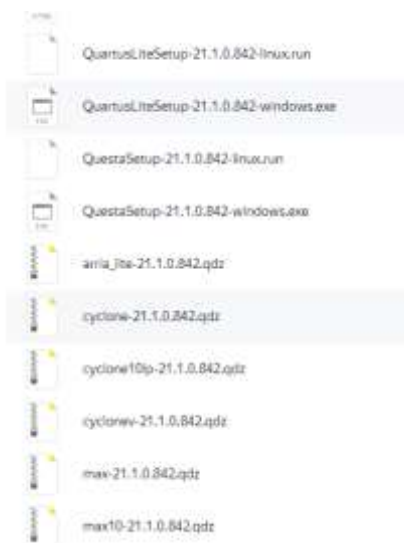 QuartusLiteSetup-21.1.0.842-linux.run
QuartusLiteSetup-21.1.0.842-windows.exe
QuestaSetup-21.1.0.842-linux.run
QuestaSetup-21.1.0.842-windows.exe
arria_lite-21.1.0.842.qdz
cyclone-21.1.0.842.qdz
cyclone10lp-21.1.0.842.qdz
cyclonev-21.1.0.842.qdz
max-21.1.0.842.qdz
max10-21.1.0.842.qdz